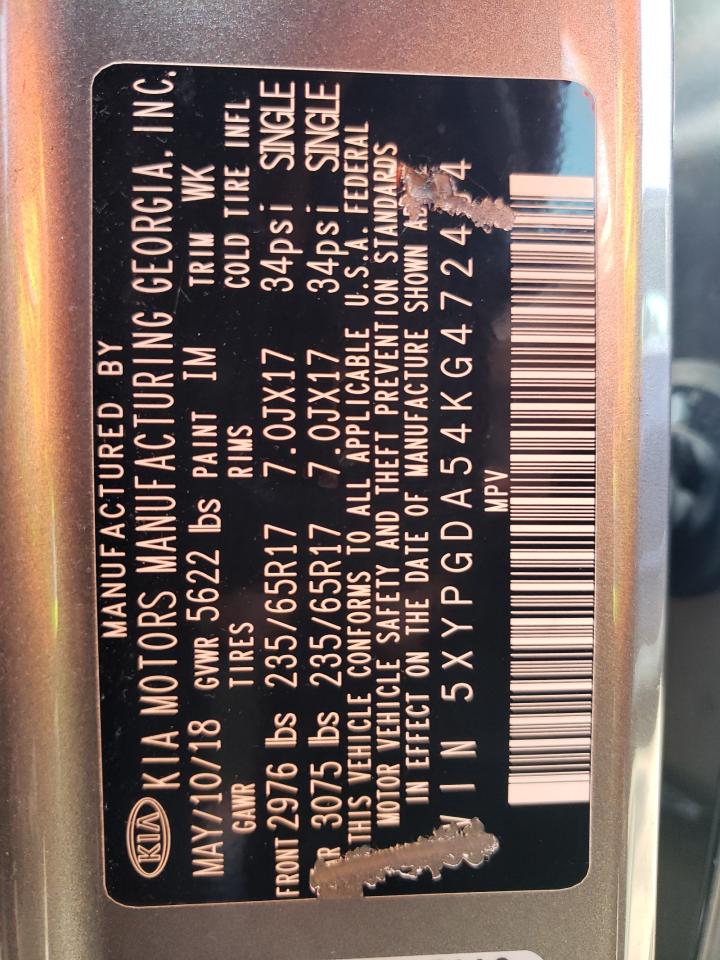 KIA
MANUFACTURED BY
KIA MOTORS MANUFACTURING GEORGIA, INC.
MAY/10/18 GVWR 5622 lbs PAINT IM TRIM WK
GAWR TIRES RIMS COLD TIRE INFL
FRONT 2976 lbs 235/65R17 7.0JX17 34psi SINGLE
3075 lbs 235/65R17 7.0JX17 34psi SINGLE
THIS VEHICLE CONFORMS TO ALL APPLICABLE U.S.A. FEDERAL
MOTOR VEHICLE SAFETY AND THEFT PREVENTION STANDARDS
IN EFFECT ON THE DATE OF MANUFACTURE SHOWN
VIN
MPV